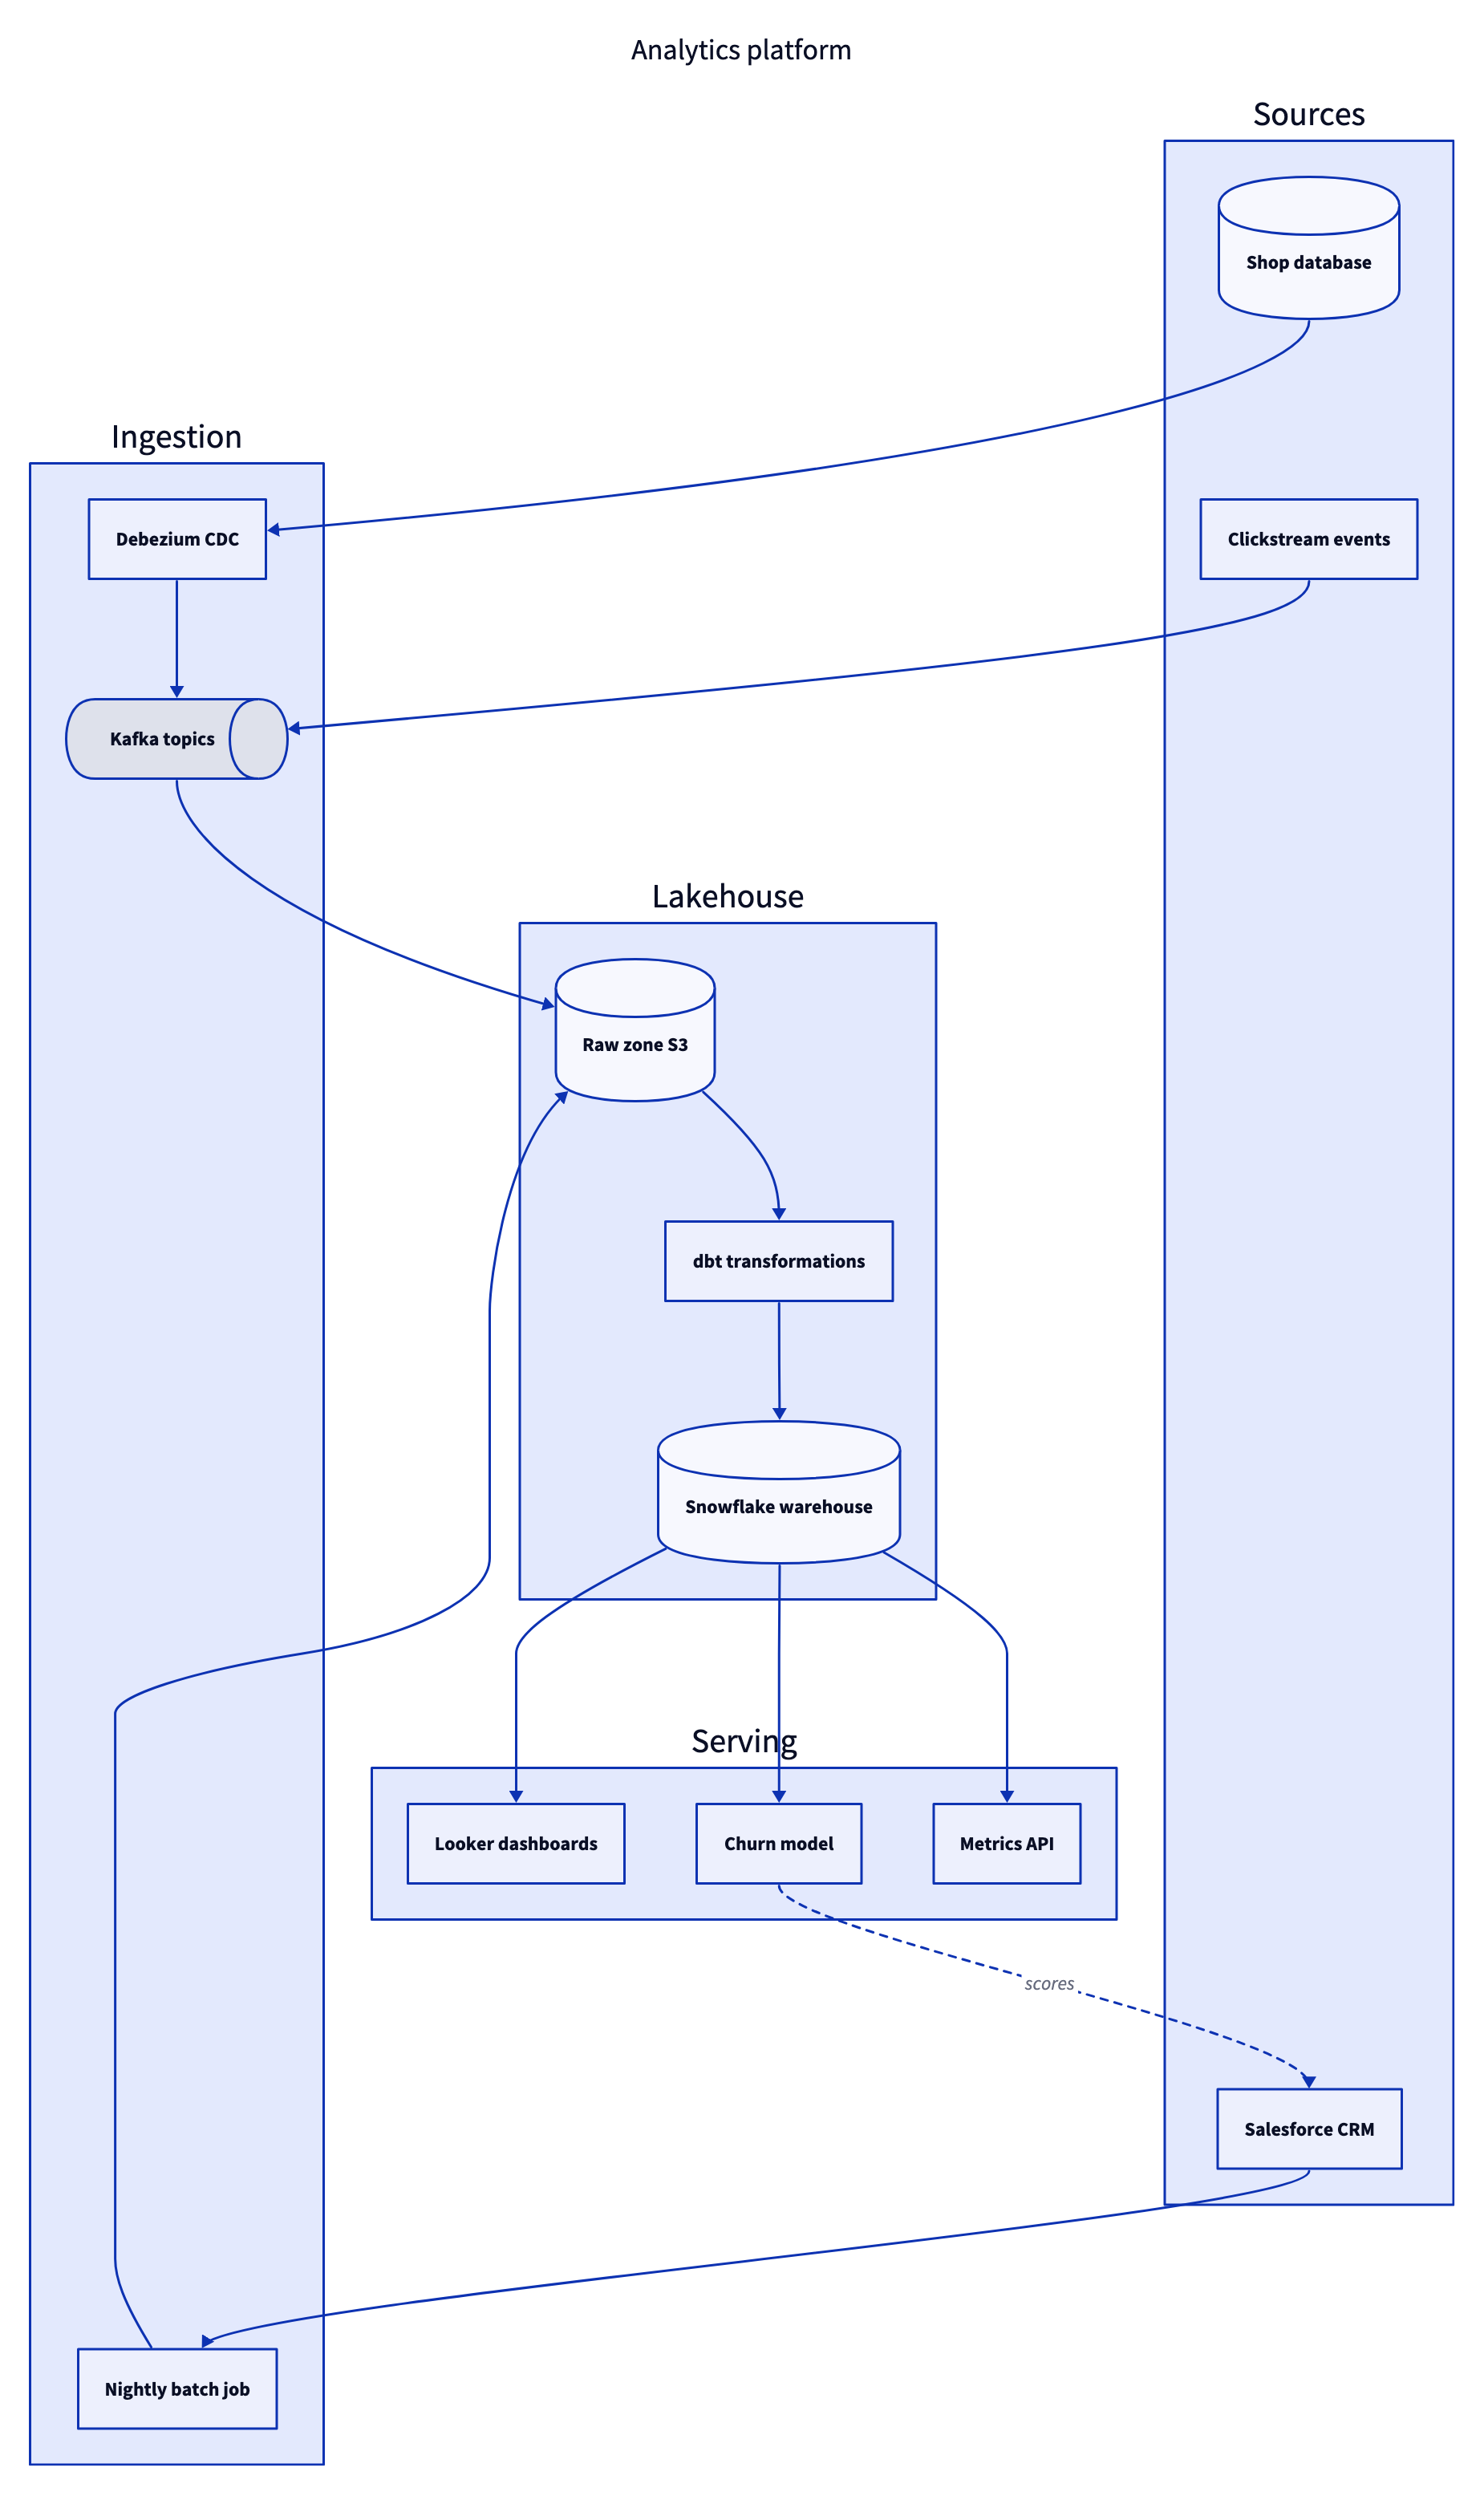 Analytics platform
Sources
Shop database
Ingestion
Debezium CDC
Clickstream events
Kafka topics
Lakehouse
Raw zone S3
dbt transformations
Snowflake warehouse
Serving
Looker dashboards
Churn model
Metrics API
scores
Salesforce CRM
Nightly batch job